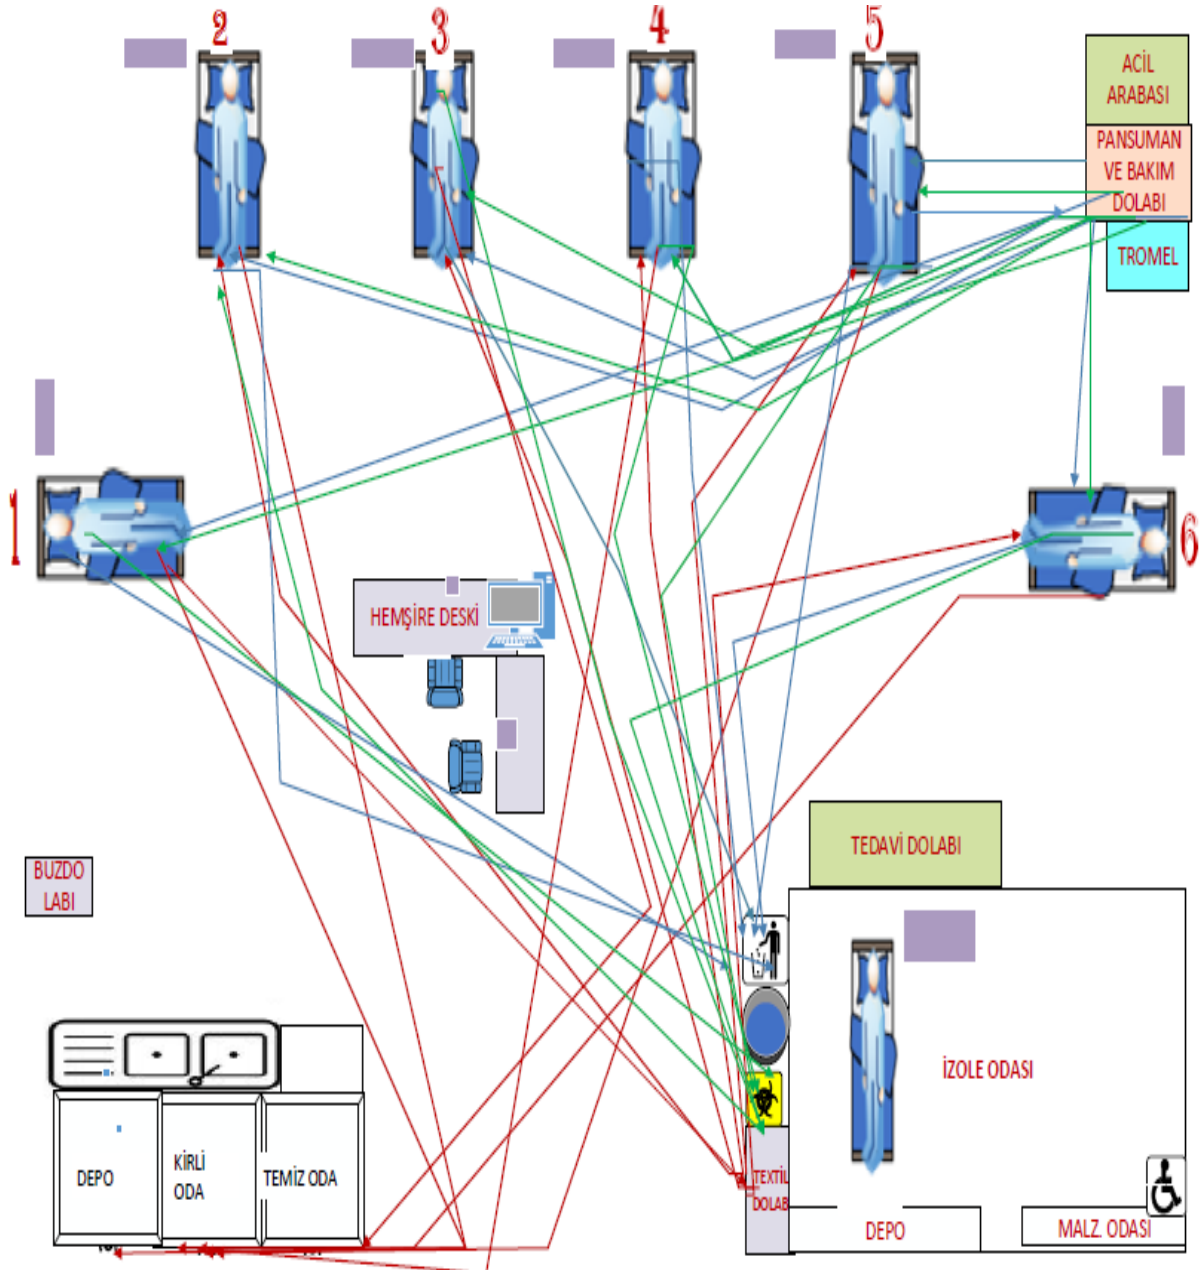 2
3
4
5
ACİL
ARABASI
PANSUMAN
VE BAKIM
DOLABI
TROMEL
1
6
HEMŞİRE DESKİ
TEDAVİ DOLABI
BUZDO
LABI
İZOLE ODASI
DEPO
KİRLİ
ODA
TEMİZ ODA
TEXTİL
DOLAB
DEPO
MALZ. ODASI